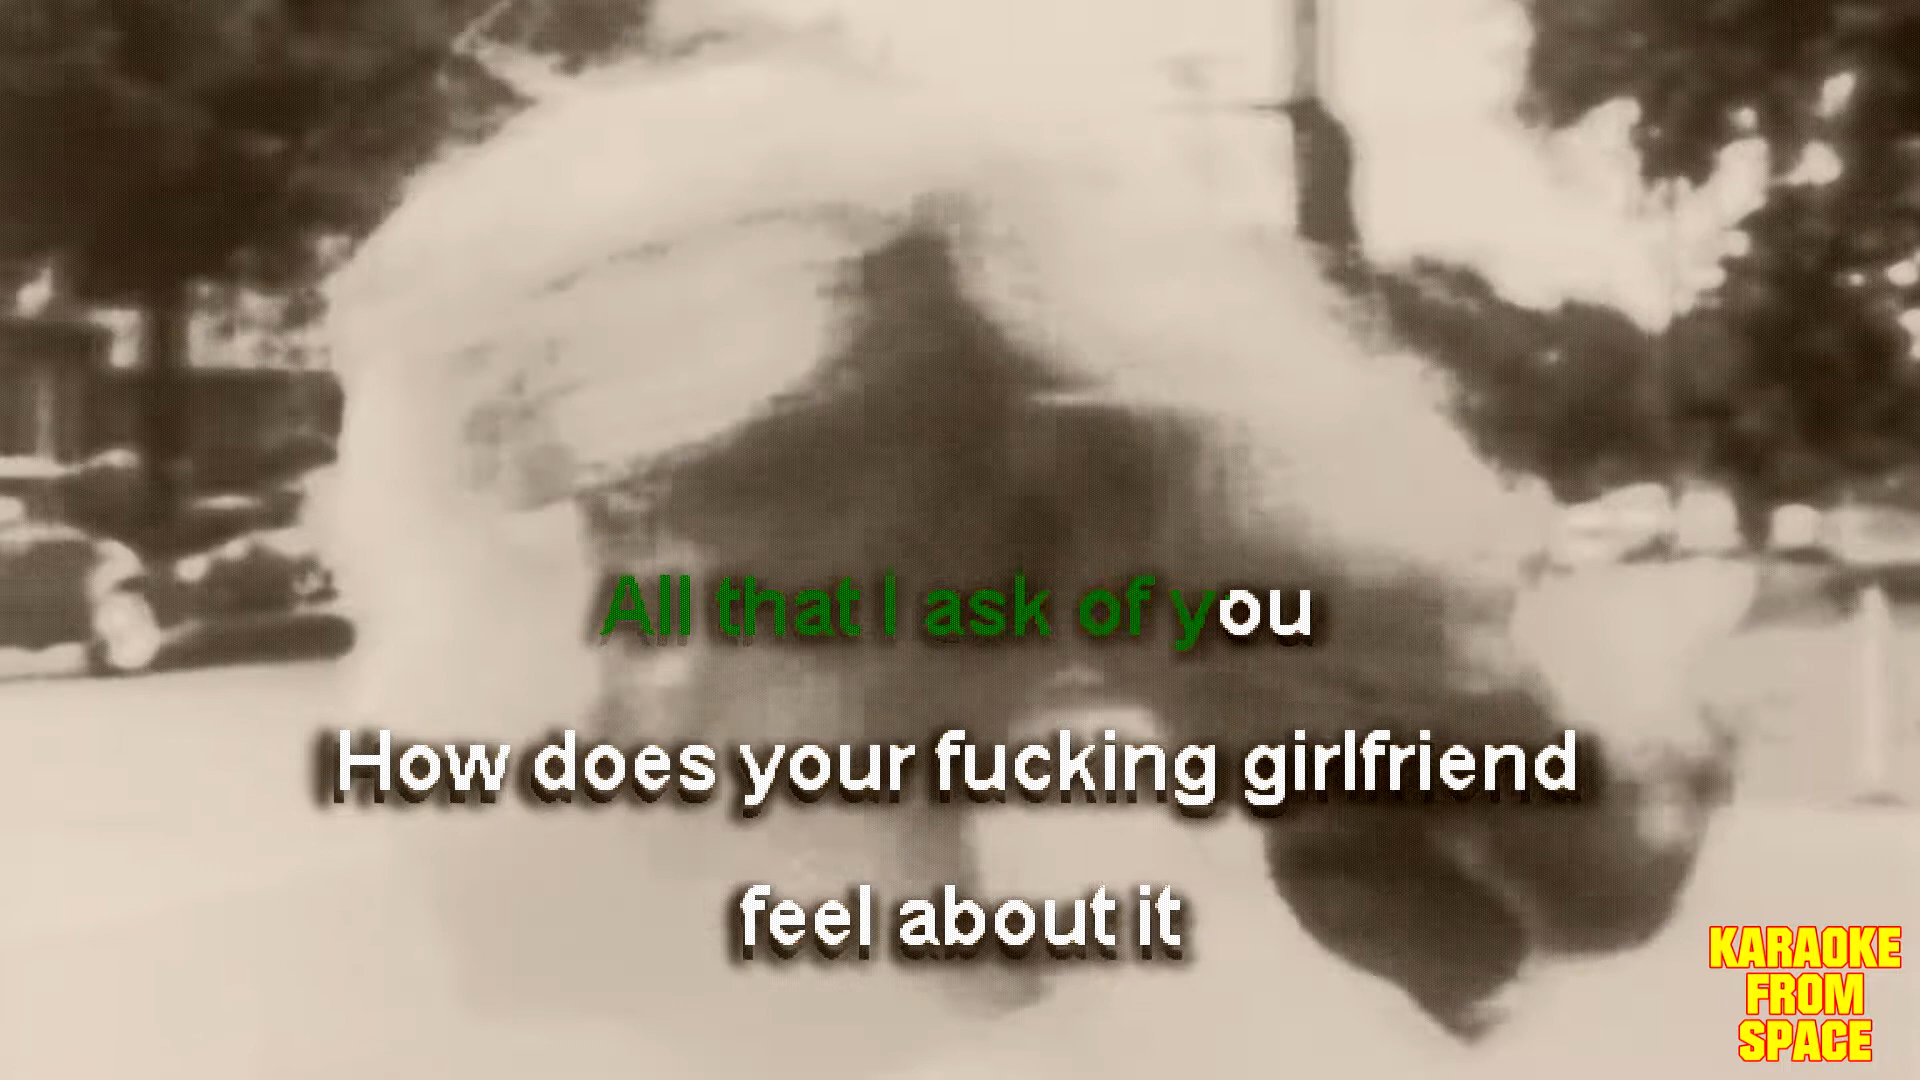 All that I ask of you
How does your fucking girlfriend
feel about it
KARAOKE
FROM
SPACE